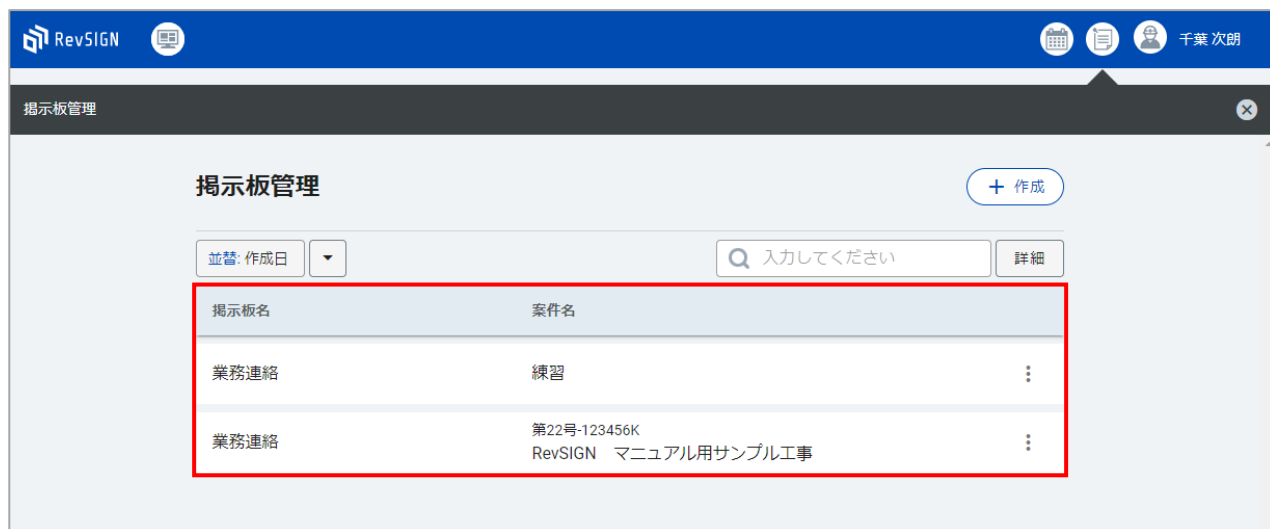 RevSIGN
千葉 次朗
掲示板管理
掲示板管理
+ 作成
並替: 作成日
入力してください
詳細
掲示板名 案件名
業務連絡 練習
第22号-123456K
業務連絡 RevSIGN　マニュアル用サンプル工事